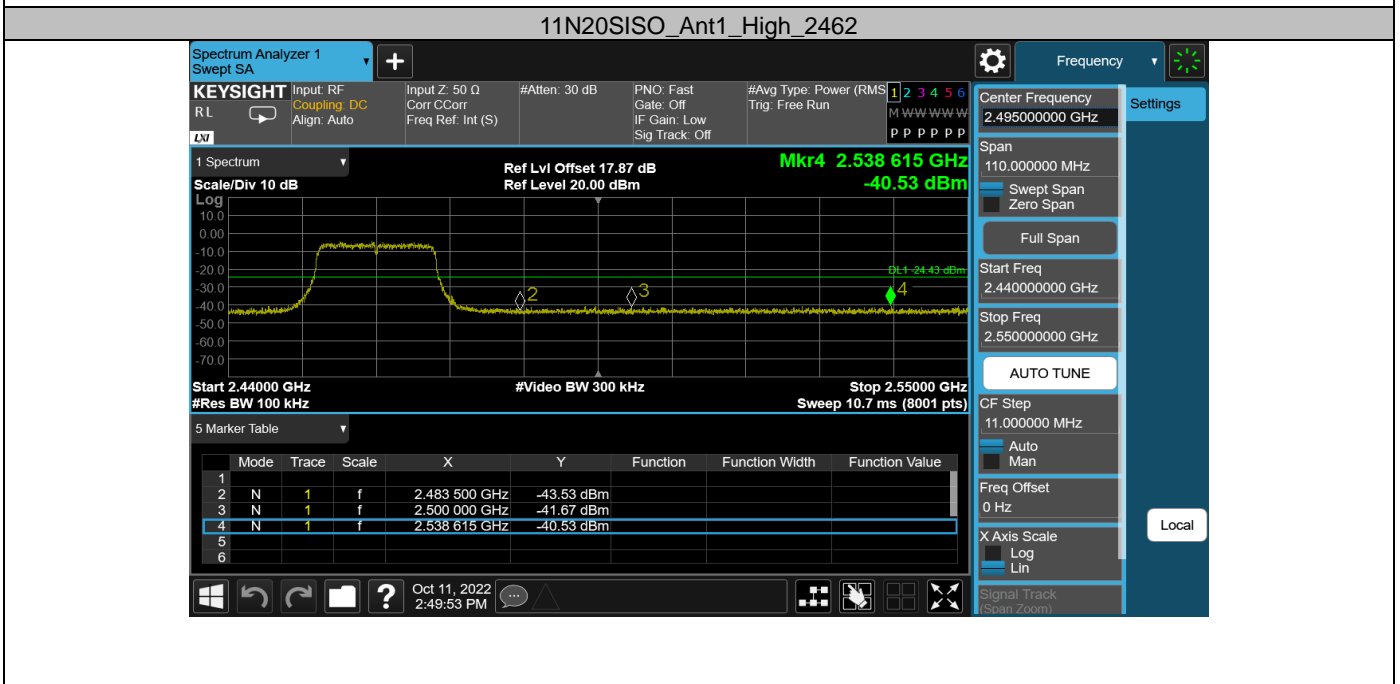 11N20SISO_Ant1_High_2462
Spectrum Analyzer 1
Swept SA
+
Frequency
KEYSIGHT
RL
LXI
Input: RF
Coupling: DC
Align: Auto
Input Z: 50 Ω
Corr CCorr
Freq Ref: Int (S)
#Atten: 30 dB
PNO: Fast
Gate: Off
IF Gain: Low
Sig Track: Off
#Avg Type: Power (RMS
Trig: Free Run
1 2 3 4 5 6
M W W W W W
P P P P P P
1 Spectrum
Scale/Div 10 dB
Ref Lvl Offset 17.87 dB
Ref Level 20.00 dBm
Mkr4 2.538 615 GHz
-40.53 dBm
Log
10.0
0.00
-10.0
-20.0
-30.0
-40.0
-50.0
-60.0
-70.0
DL1 -24.43 dBm
2
3
4
Start 2.44000 GHz
#Res BW 100 kHz
#Video BW 300 kHz
Stop 2.55000 GHz
Sweep 10.7 ms (8001 pts)
5 Marker Table
Mode Trace Scale X Y Function Function Width Function Value
1
2 N 1 f 2.483 500 GHz -43.53 dBm
3 N 1 f 2.500 000 GHz -41.67 dBm
4 N 1 f 2.538 615 GHz -40.53 dBm
5
6
?
Oct 11, 2022
2:49:53 PM
Center Frequency
2.495000000 GHz
Settings
Span
110.000000 MHz
Swept Span
Zero Span
Full Span
Start Freq
2.440000000 GHz
Stop Freq
2.550000000 GHz
AUTO TUNE
CF Step
11.000000 MHz
Auto
Man
Freq Offset
0 Hz
X Axis Scale
Log
Lin
Local
Signal Track
(Span Zoom)